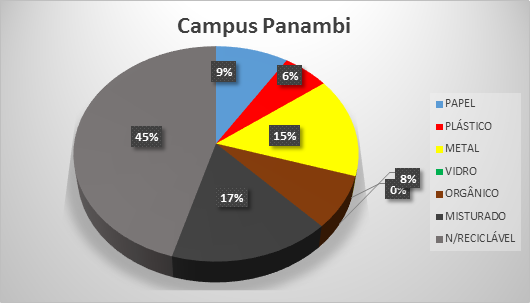 Campus Panambi
9%
6%
15%
8%
0%
17%
45%
PAPEL
PLÁSTICO
METAL
VIDRO
ORGÂNICO
MISTURADO
N/RECICLÁVEL